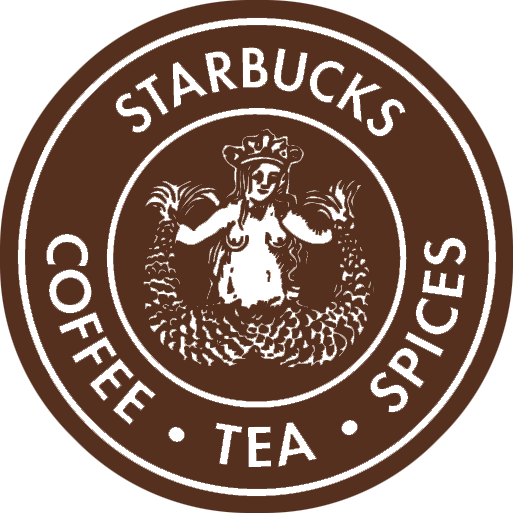 STARBUCKS
COFFEE • TEA • SPICES